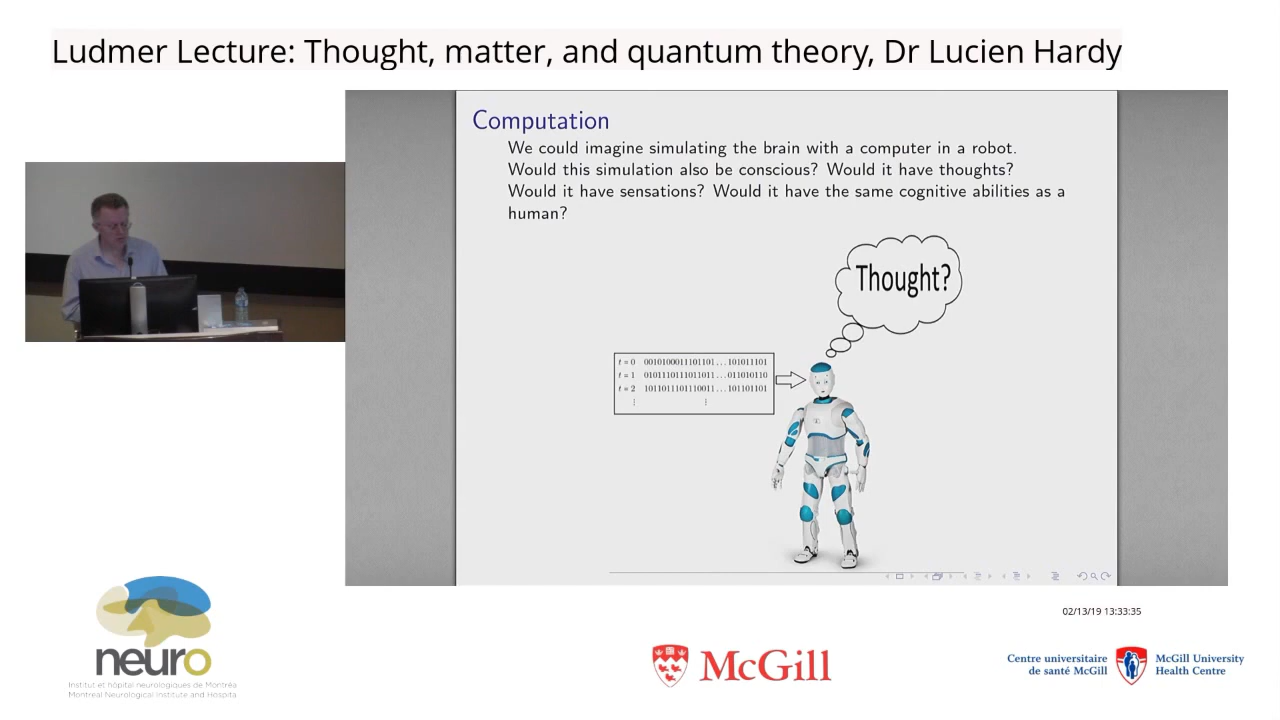 Ludmer Lecture: Thought, matter, and quantum theory, Dr Lucien Hardy
Computation
We could imagine simulating the brain with a computer in a robot.
Would this simulation also be conscious? Would it have thoughts?
Would it have sensations? Would it have the same cognitive abilities as a
human?
Thought?
t = 0 0010100011101101...101011101
t = 1 0101110111011011...011010110
t = 2 1011011101110011...101101101
⋮ ⋮
02/13/19 13:33:35
neuro
Institut et hôpital neurologiques de Montréal
Montreal Neurological Institute and Hospita
McGill
Centre universitaire
de santé McGill
McGill University
Health Centre